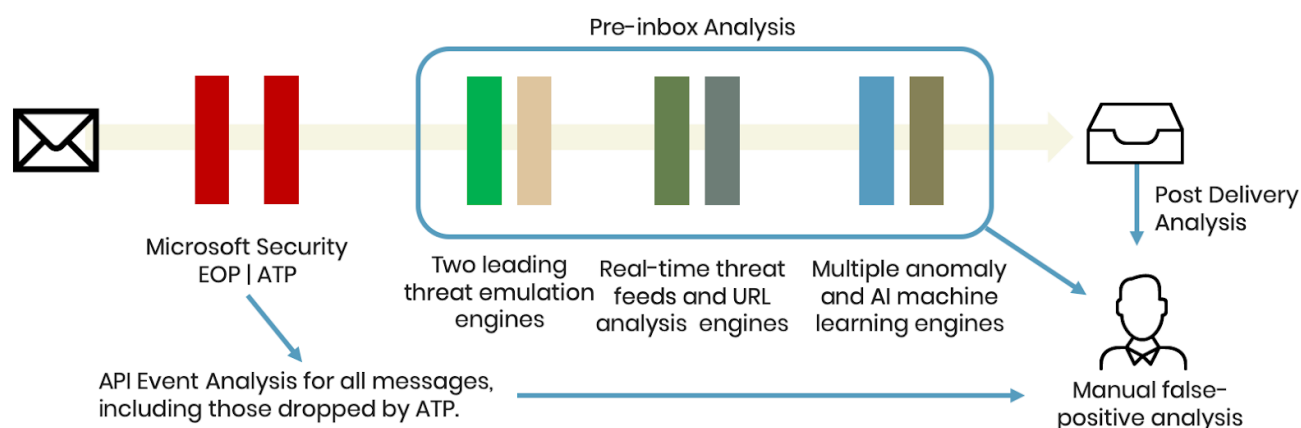 Pre-inbox Analysis
Microsoft Security
EOP | ATP
Two leading
threat emulation
engines
Real-time threat
feeds and URL
analysis engines
Multiple anomaly
and AI machine
learning engines
Post Delivery
Analysis
API Event Analysis for all messages,
including those dropped by ATP.
Manual false-
positive analysis